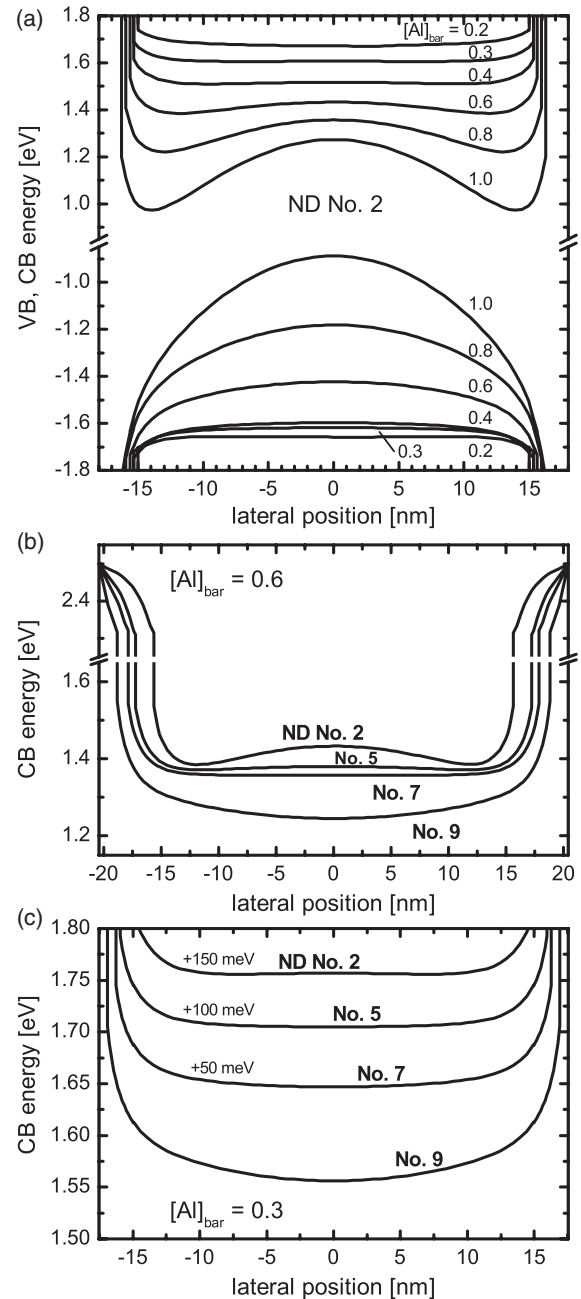 (a)
1.8
1.6
1.4
1.2
1.0
-1.0
-1.2
-1.4
-1.6
-1.8
VB, CB energy [eV]
[Al]bar = 0.2
0.3
0.4
0.6
0.8
1.0
ND No. 2
1.0
0.8
0.6
0.4
0.3
0.2
-15 -10 -5 0 5 10 15
lateral position [nm]
(b)
[Al]bar = 0.6
2.4
1.6
1.4
1.2
CB energy [eV]
ND No. 2
No. 5
No. 7
No. 9
-20 -15 -10 -5 0 5 10 15 20
lateral position [nm]
(c)
1.80
1.75
1.70
1.65
1.60
1.55
1.50
CB energy [eV]
+150 meV ND No. 2
+100 meV No. 5
+50 meV No. 7
No. 9
[Al]bar = 0.3
-15 -10 -5 0 5 10 15
lateral position [nm]